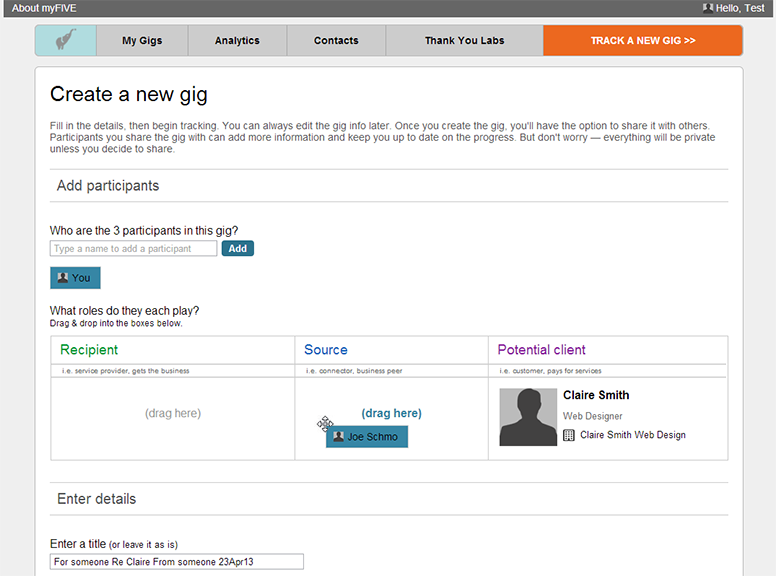 About myFIVE
Hello, Test
My Gigs
Analytics
Contacts
Thank You Labs
TRACK A NEW GIG >>
Create a new gig
Fill in the details, then begin tracking. You can always edit the gig info later. Once you create the gig, you'll have the option to share it with others.
Participants you share the gig with can add more information and keep you up to date on the progress. But don't worry — everything will be private
unless you decide to share.
Add participants
Who are the 3 participants in this gig?
Type a name to add a participant
Add
You
What roles do they each play?
Drag & drop into the boxes below.
Recipient
Source
Potential client
i.e. service provider, gets the business
i.e. connector, business peer
i.e. customer, pays for services
(drag here)
(drag here)
Joe Schmo
Claire Smith
Web Designer
Claire Smith Web Design
Enter details
Enter a title (or leave it as is)
For someone Re Claire From someone 23Apr13